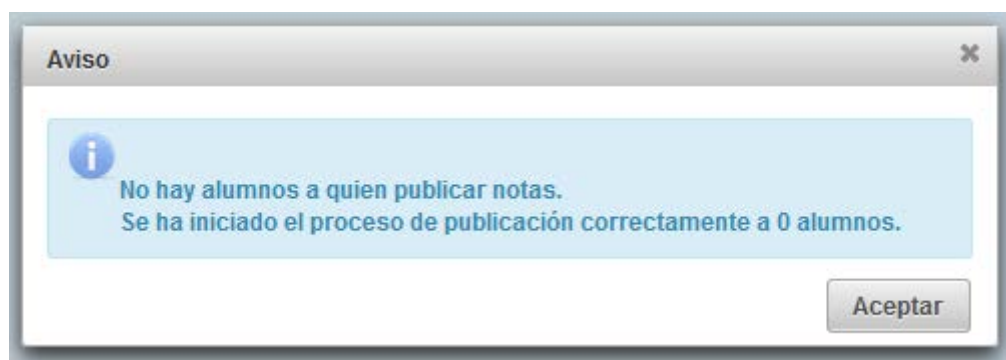 Aviso
No hay alumnos a quien publicar notas.
Se ha iniciado el proceso de publicación correctamente a 0 alumnos.
Aceptar